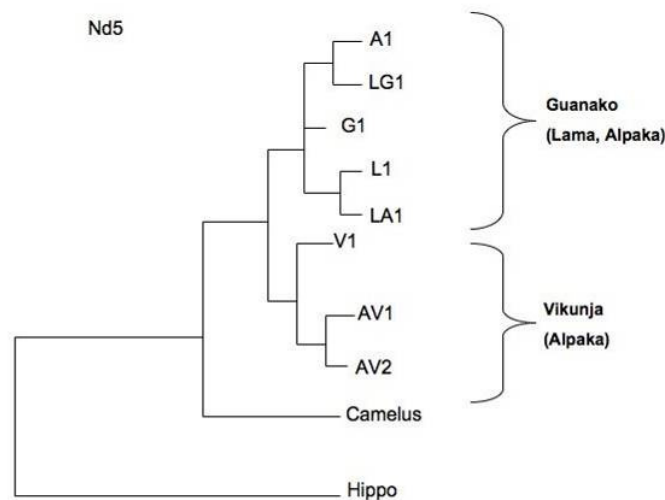 Nd5
A1
LG1
G1
L1
LA1
V1
AV1
AV2
Camelus
Hippo
Guanako
(Lama, Alpaka)
Vikunja
(Alpaka)